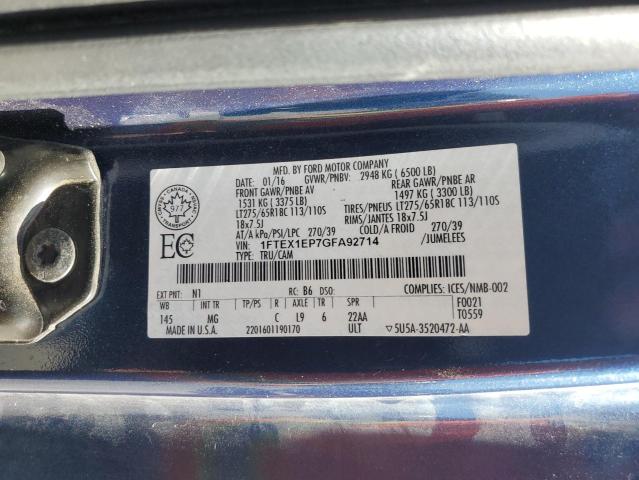 MFD. BY FORD MOTOR COMPANY
DATE: 01/16 GVWR/PNBV: 2948 KG ( 6500 LB)
FRONT GAWR/PNBE AV REAR GAWR/PNBE AR
1531 KG ( 3375 LB) 1497 KG ( 3300 LB)
LT275/65R18C 113/110S TIRES/PNEUS LT275/65R18C 113/110S
18x7.5J RIMS/JANTES 18x7.5J
AT/A kPa/PSI/LPC 270/39 COLD/A FROID 270/39
VIN: 1FTEX1EP7GFA92714 /JUMELEES
TYPE: TRU/CAM
CANADA
977
EC
EXT PNT: N1 RC: B6 DSO: COMPLIES: ICES/NMB-002
WB INT TR TP/PS R AXLE TR SPR F0021
145 MG C L9 6 22AA T0559
MADE IN U.S.A. 2201601190170 ULT ▽5U5A-3520472-AA